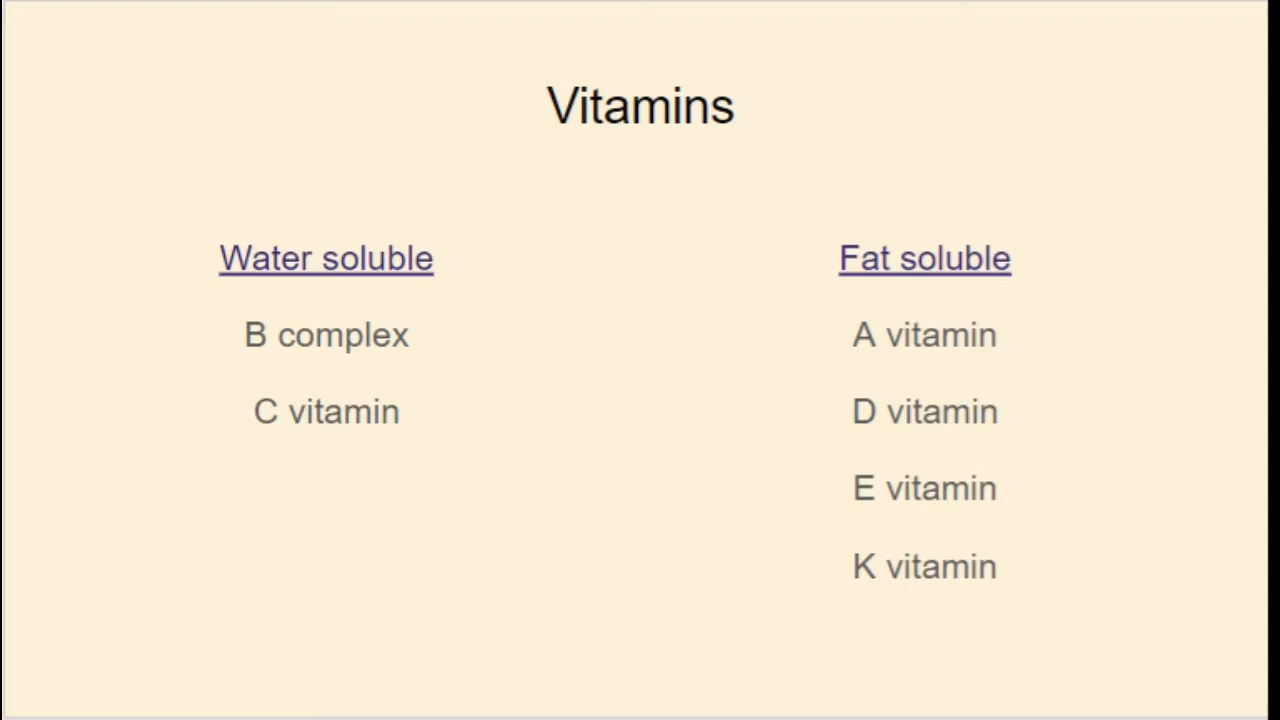 Vitamins
Water soluble
B complex
C vitamin
Fat soluble
A vitamin
D vitamin
E vitamin
K vitamin